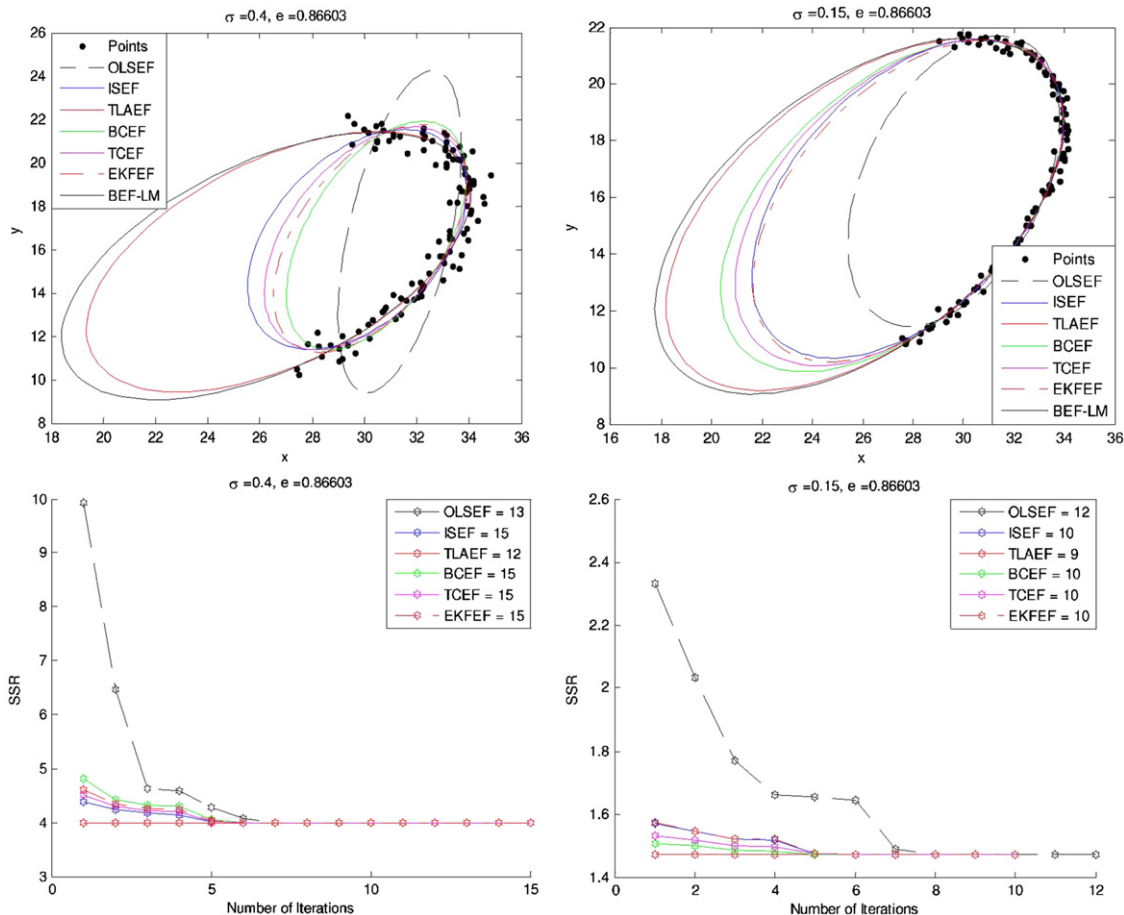 σ =0.4, e =0.86603
26
24
22
20
18
16
14
12
10
8
y
18 20 22 24 26 28 30 32 34 36
x
Points
OLSEF
ISEF
TLAEF
BCEF
TCEF
EKFEF
BEF-LM
σ =0.15, e =0.86603
22
20
18
16
14
12
10
8
y
16 18 20 22 24 26 28 30 32 34 36
x
Points
OLSEF
ISEF
TLAEF
BCEF
TCEF
EKFEF
BEF-LM
σ =0.4, e =0.86603
10
9
8
7
6
5
4
3
SSR
0 5 10 15
Number of Iterations
OLSEF = 13
ISEF = 15
TLAEF = 12
BCEF = 15
TCEF = 15
EKFEF = 15
σ =0.15, e =0.86603
2.6
2.4
2.2
2
1.8
1.6
1.4
SSR
0 2 4 6 8 10 12
Number of Iterations
OLSEF = 12
ISEF = 10
TLAEF = 9
BCEF = 10
TCEF = 10
EKFEF = 10